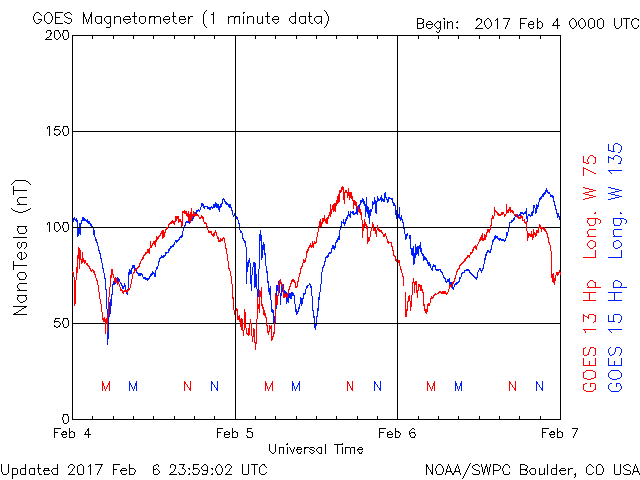 GOES Magnetometer (1 minute data)
Begin: 2017 Feb 4 0000 UTC
200
150
100
50
0
NanoTesla (nT)
M M N N M M N N M M N N
Feb 4 Feb 5 Feb 6 Feb 7
Universal Time
GOES 13 Hp Long. W 75
GOES 15 Hp Long. W 135
Updated 2017 Feb 6 23:59:02 UTC
NOAA/SWPC Boulder, CO USA